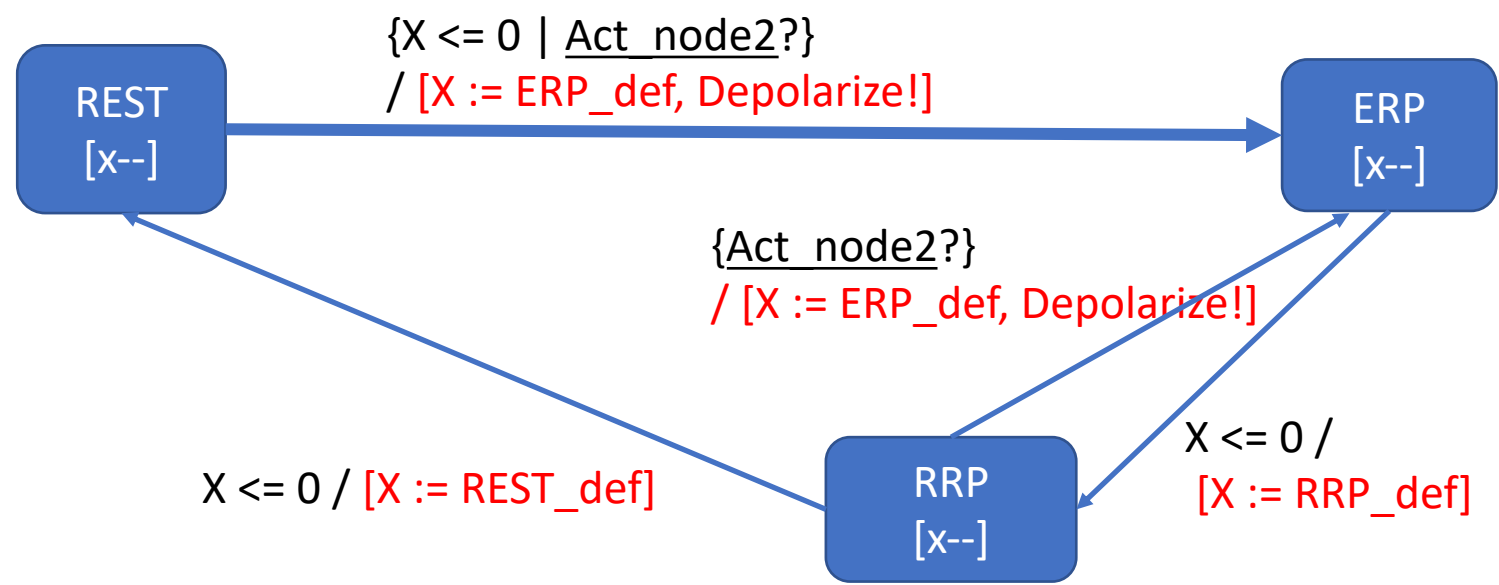 {X <= 0 | Act_node2?}
/ [X := ERP_def, Depolarize!]
REST
[x--]
ERP
[x--]
{Act_node2?}
/ [X := ERP_def, Depolarize!]
X <= 0 /
[X := RRP_def]
X <= 0 / [X := REST_def]
RRP
[x--]